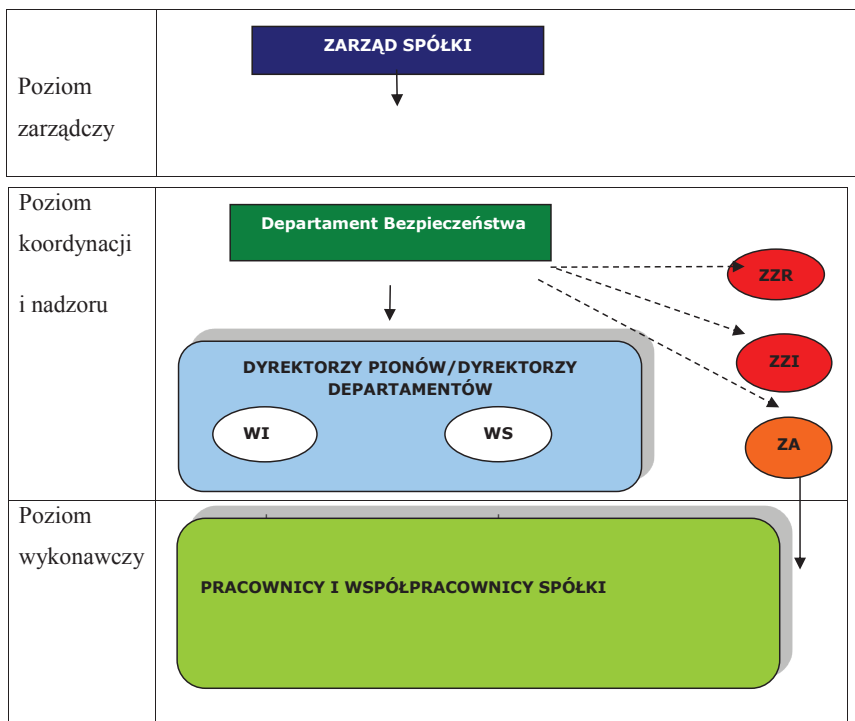 ZARZĄD SPÓŁKI
Poziom
zarządczy
Poziom
koordynacji
i nadzoru
Departament Bezpieczeństwa
ZZR
ZZI
ZA
DYREKTORZY PIONÓW/DYREKTORZY
DEPARTAMENTÓW
WI
WS
Poziom
wykonawczy
PRACOWNICY I WSPÓŁPRACOWNICY SPÓŁKI